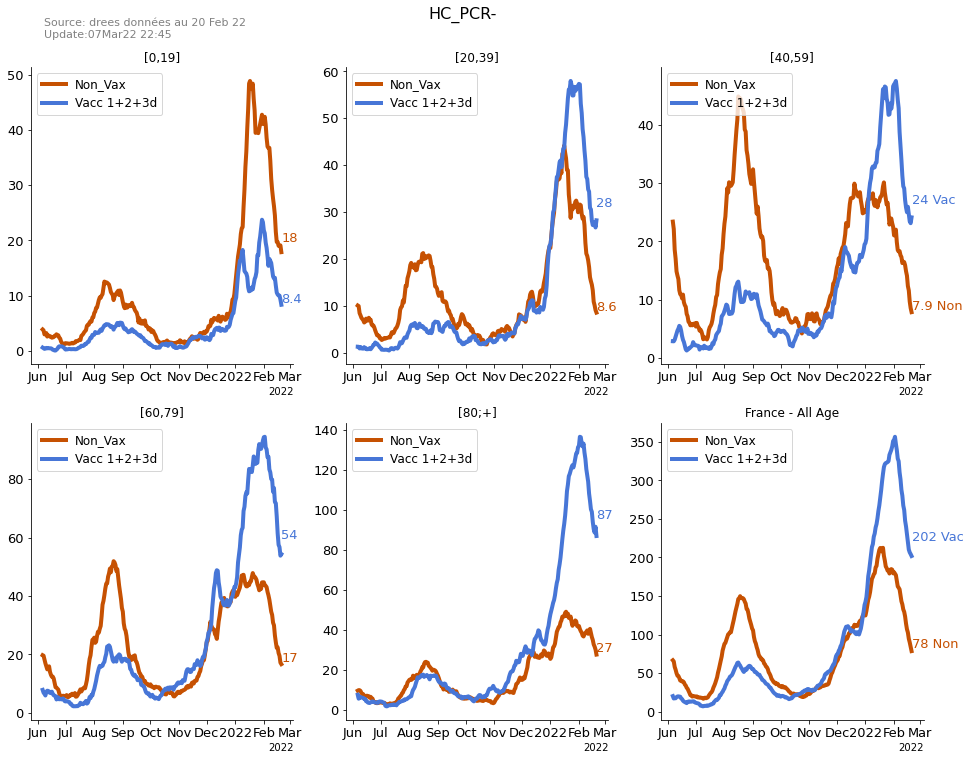 HC_PCR-
Source: drees données au 20 Feb 22
Update:07Mar22 22:45
[0,19]
50
40
30
20
10
0
Non_Vax
Vacc 1+2+3d
18
8.4
Jun Jul Aug Sep Oct Nov Dec 2022 Feb Mar
2022
[20,39]
60
50
40
30
20
10
0
Non_Vax
Vacc 1+2+3d
28
8.6
Jun Jul Aug Sep Oct Nov Dec 2022 Feb Mar
2022
[40,59]
40
30
20
10
0
Non_Vax
Vacc 1+2+3d
24 Vac
7.9 Non
Jun Jul Aug Sep Oct Nov Dec 2022 Feb Mar
2022
[60,79]
80
60
40
20
0
Non_Vax
Vacc 1+2+3d
54
17
Jun Jul Aug Sep Oct Nov Dec 2022 Feb Mar
2022
[80;+]
140
120
100
80
60
40
20
0
Non_Vax
Vacc 1+2+3d
87
27
Jun Jul Aug Sep Oct Nov Dec 2022 Feb Mar
2022
France - All Age
350
300
250
200
150
100
50
0
Non_Vax
Vacc 1+2+3d
202 Vac
78 Non
Jun Jul Aug Sep Oct Nov Dec 2022 Feb Mar
2022